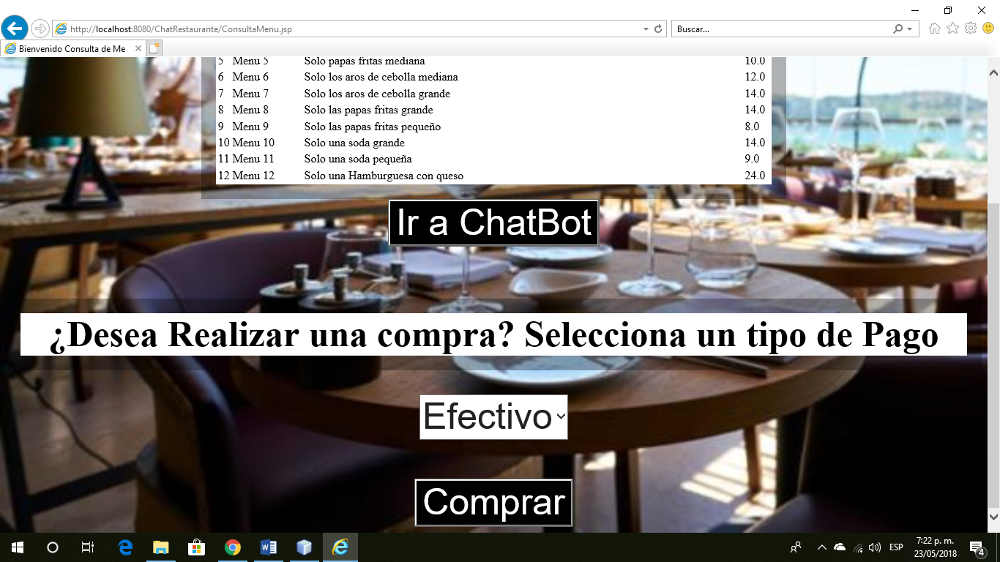 http://localhost:8080/ChatRestaurante/ConsultaMenu.jsp
Buscar...
Bienvenido Consulta de Me
5 Menu 5 Solo papas fritas mediana 10.0
6 Menu 6 Solo los aros de cebolla mediana 12.0
7 Menu 7 Solo los aros de cebolla grande 14.0
8 Menu 8 Solo las papas fritas grande 14.0
9 Menu 9 Solo las papas fritas pequeño 8.0
10 Menu 10 Solo una soda grande 14.0
11 Menu 11 Solo una soda pequeña 9.0
12 Menu 12 Solo una Hamburguesa con queso 24.0
Ir a ChatBot
¿Desea Realizar una compra? Selecciona un tipo de Pago
Efectivo
Comprar
ESP
7:22 p. m.
23/05/2018
4